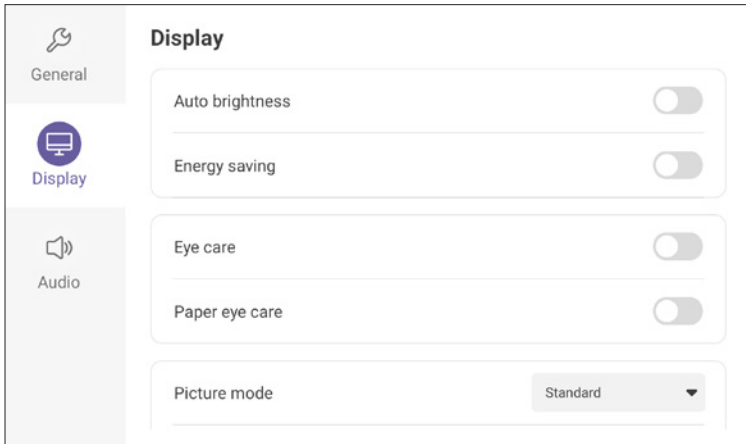 General
Display
Audio
Display
Auto brightness
Energy saving
Eye care
Paper eye care
Picture mode Standard